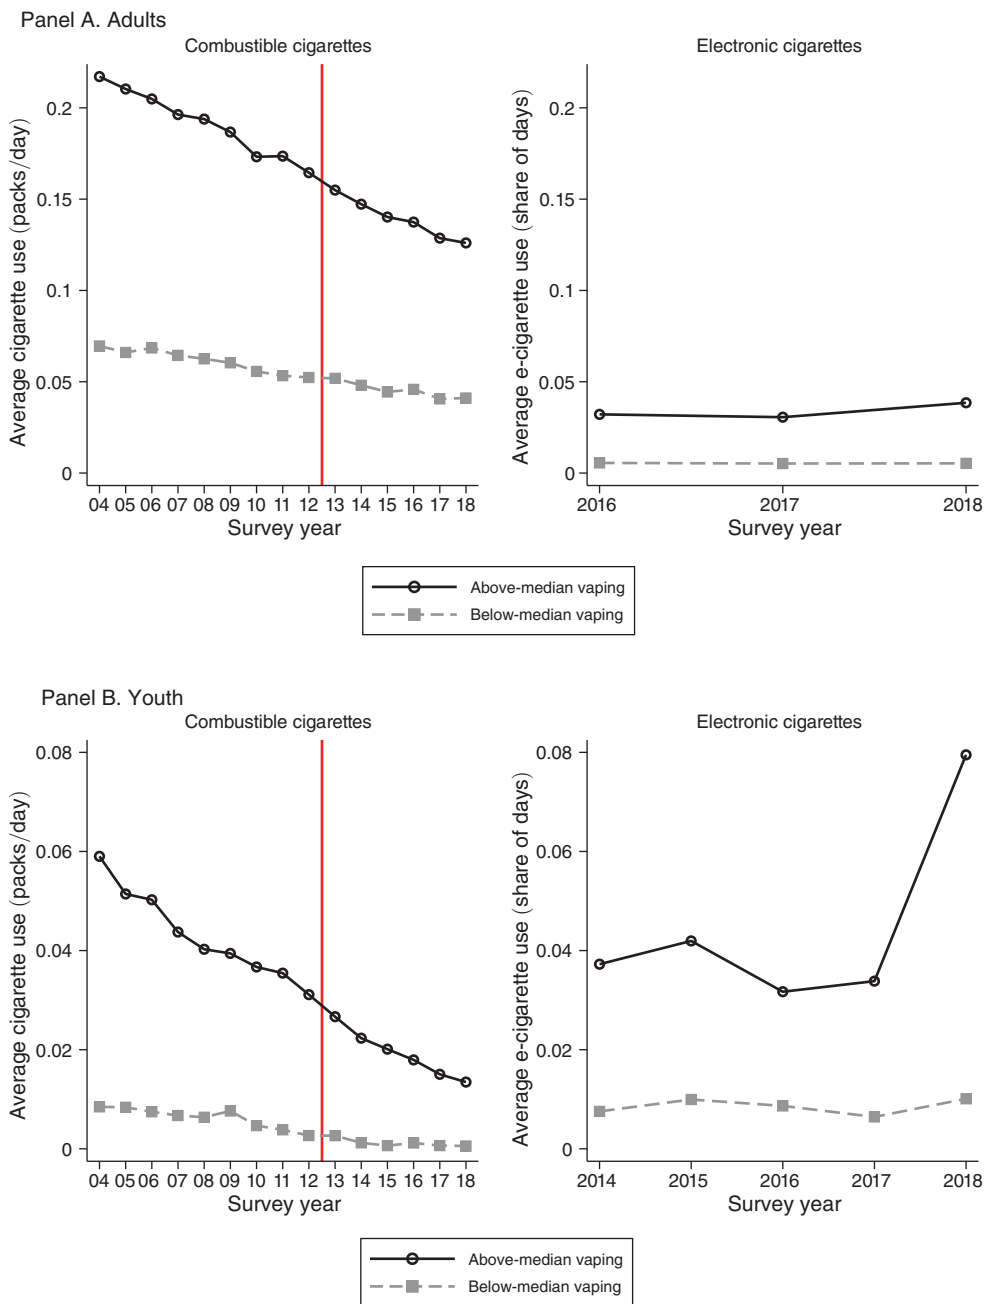 Panel A. Adults
Combustible cigarettes
Average cigarette use (packs/day)
0.2
0.15
0.1
0.05
0
04 05 06 07 08 09 10 11 12 13 14 15 16 17 18
Survey year
Electronic cigarettes
Average e-cigarette use (share of days)
0.2
0.15
0.1
0.05
0
2016 2017 2018
Survey year
Above-median vaping
Below-median vaping
Panel B. Youth
Combustible cigarettes
Average cigarette use (packs/day)
0.08
0.06
0.04
0.02
0
04 05 06 07 08 09 10 11 12 13 14 15 16 17 18
Survey year
Electronic cigarettes
Average e-cigarette use (share of days)
0.08
0.06
0.04
0.02
0
2014 2015 2016 2017 2018
Survey year
Above-median vaping
Below-median vaping